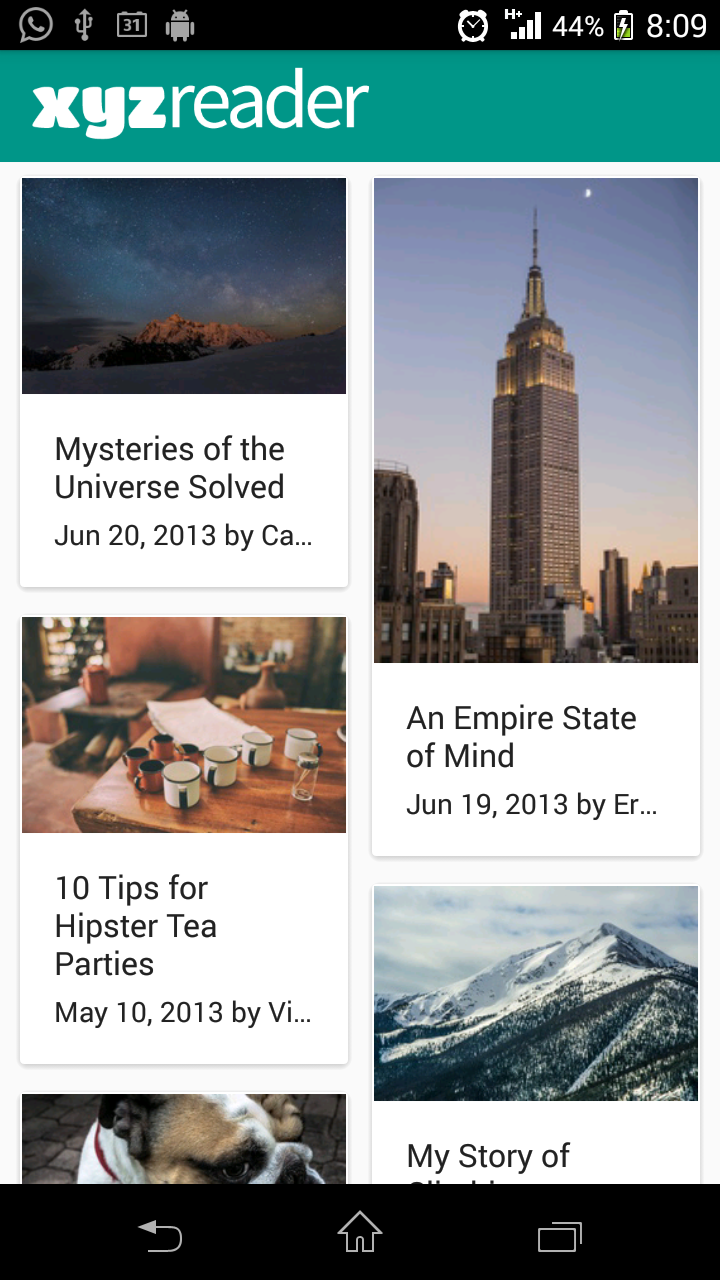 31
H+
44%
8:09
xyzreader
Mysteries of the
Universe Solved
Jun 20, 2013 by Ca...
An Empire State
of Mind
Jun 19, 2013 by Er...
10 Tips for
Hipster Tea
Parties
May 10, 2013 by Vi...
My Story of